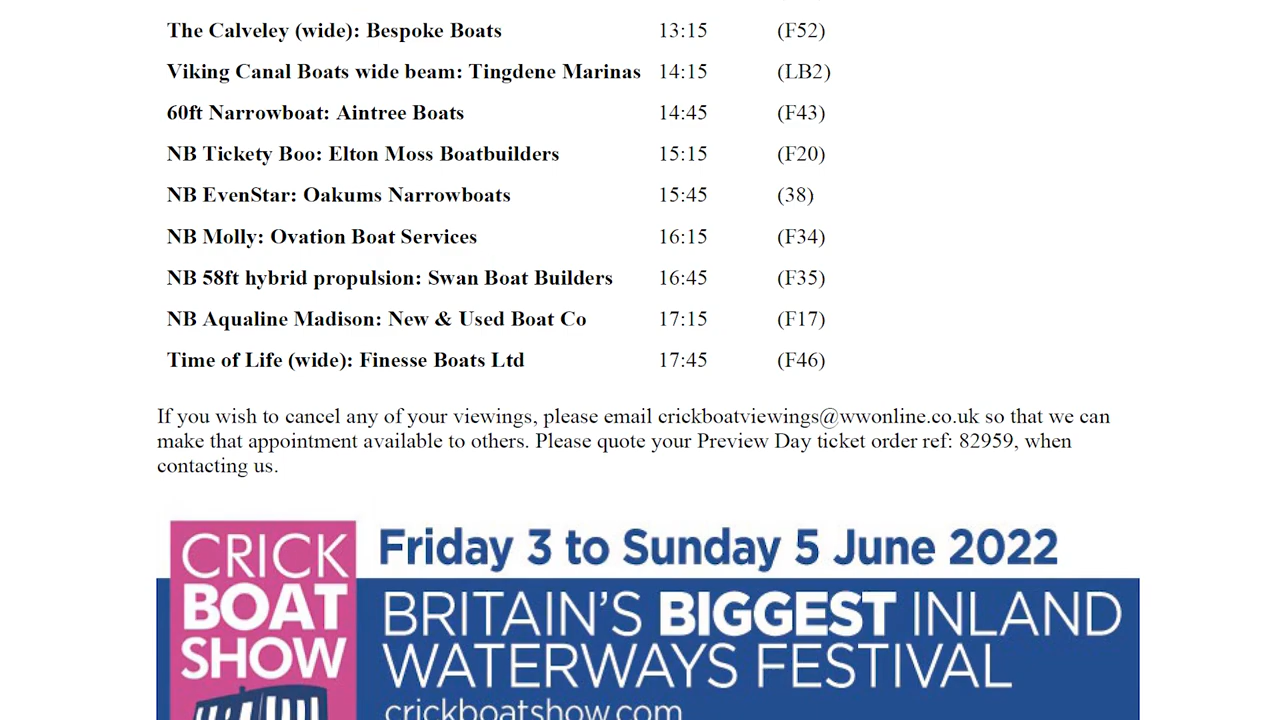 The Calveley (wide): Bespoke Boats 13:15 (F52)
Viking Canal Boats wide beam: Tingdene Marinas 14:15 (LB2)
60ft Narrowboat: Aintree Boats 14:45 (F43)
NB Tickety Boo: Elton Moss Boatbuilders 15:15 (F20)
NB EvenStar: Oakums Narrowboats 15:45 (38)
NB Molly: Ovation Boat Services 16:15 (F34)
NB 58ft hybrid propulsion: Swan Boat Builders 16:45 (F35)
NB Aqualine Madison: New & Used Boat Co 17:15 (F17)
Time of Life (wide): Finesse Boats Ltd 17:45 (F46)
If you wish to cancel any of your viewings, please email crickboatviewings@wwonline.co.uk so that we can
make that appointment available to others. Please quote your Preview Day ticket order ref: 82959, when
contacting us.
CRICK
BOAT
SHOW
Friday 3 to Sunday 5 June 2022
BRITAIN'S BIGGEST INLAND
WATERWAYS FESTIVAL
crickboatshow.com